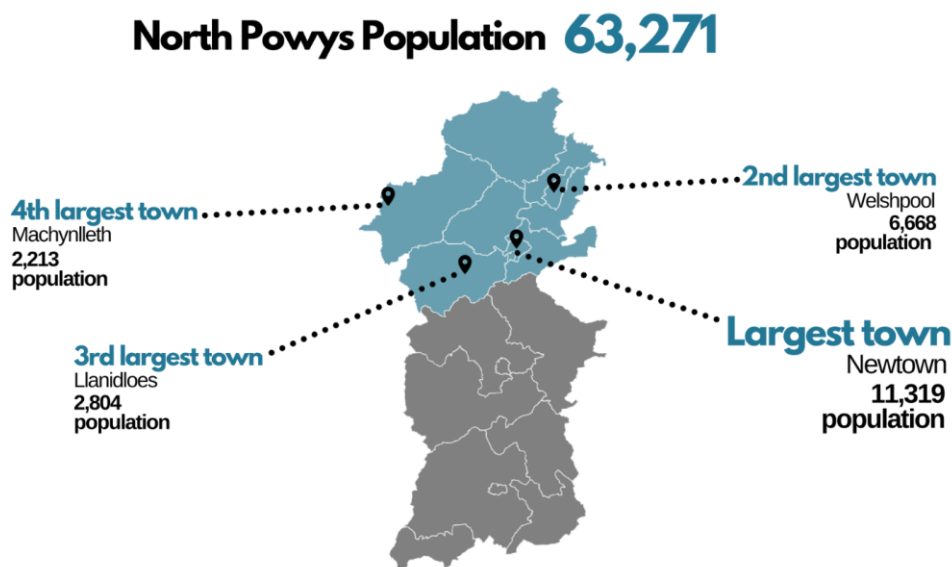 North Powys Population 63,271
4th largest town
Machynlleth
2,213
population
2nd largest town
Welshpool
6,668
population
3rd largest town
Llanidloes
2,804
population
Largest town
Newtown
11,319
population